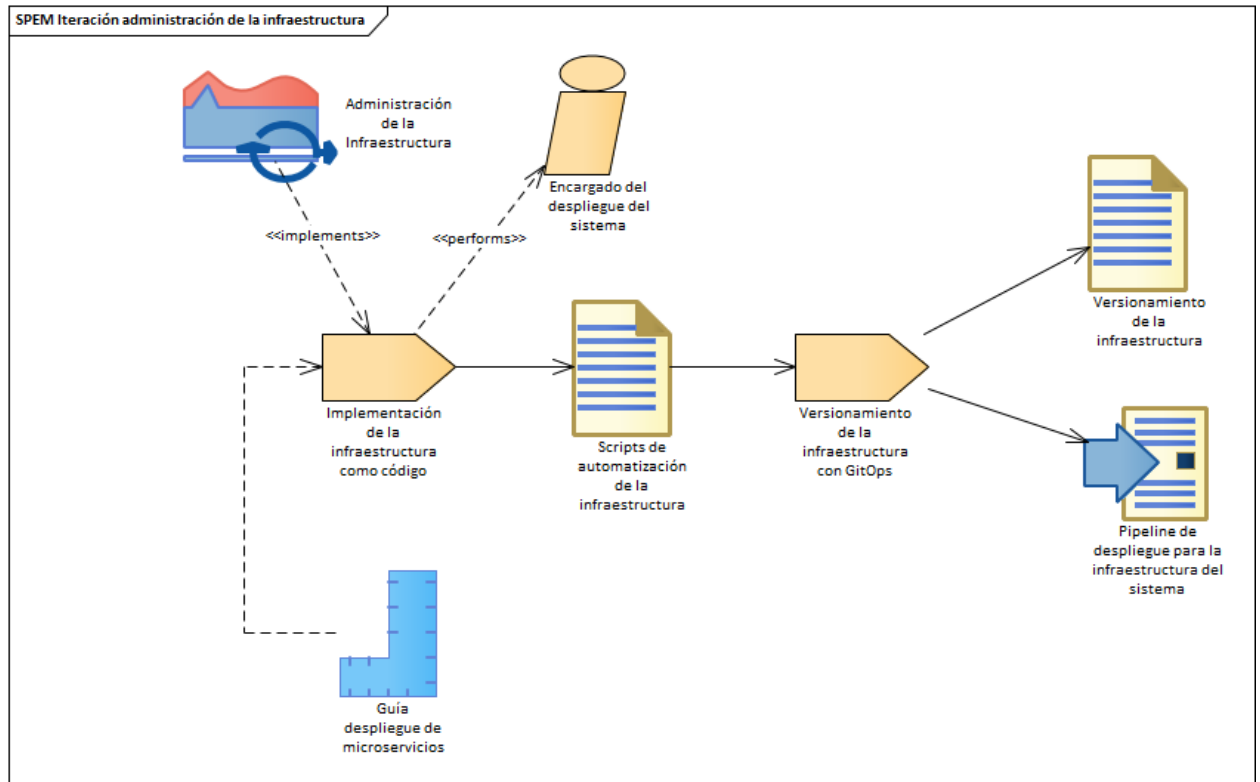 SPEM Iteración administración de la infraestructura
Administración
de la
Infraestructura
Encargado del
despliegue del
sistema
<<implements>>
<<performs>>
Versionamiento
de la
infraestructura
Implementación
de la
infraestructura
como código
Scripts de
automatización
de la
infraestructura
Versionamiento
de la
infraestructura
con GitOps
Pipeline de
despliegue para la
infraestructura del
sistema
Guía
despliegue de
microservicios